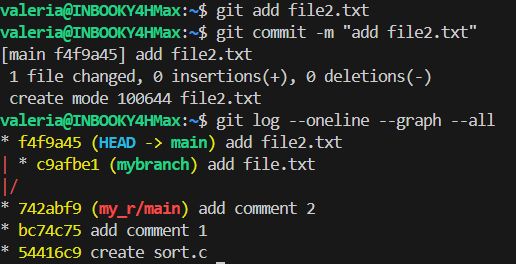 valeria@INBOOKY4HMax:~$ git add file2.txt
valeria@INBOOKY4HMax:~$ git commit -m "add file2.txt"
[main f4f9a45] add file2.txt
 1 file changed, 0 insertions(+), 0 deletions(-)
 create mode 100644 file2.txt
valeria@INBOOKY4HMax:~$ git log --oneline --graph --all
* f4f9a45 (HEAD -> main) add file2.txt
| * c9afbe1 (mybranch) add file.txt
|/
* 742abf9 (my_r/main) add comment 2
* bc74c75 add comment 1
* 54416c9 create sort.c